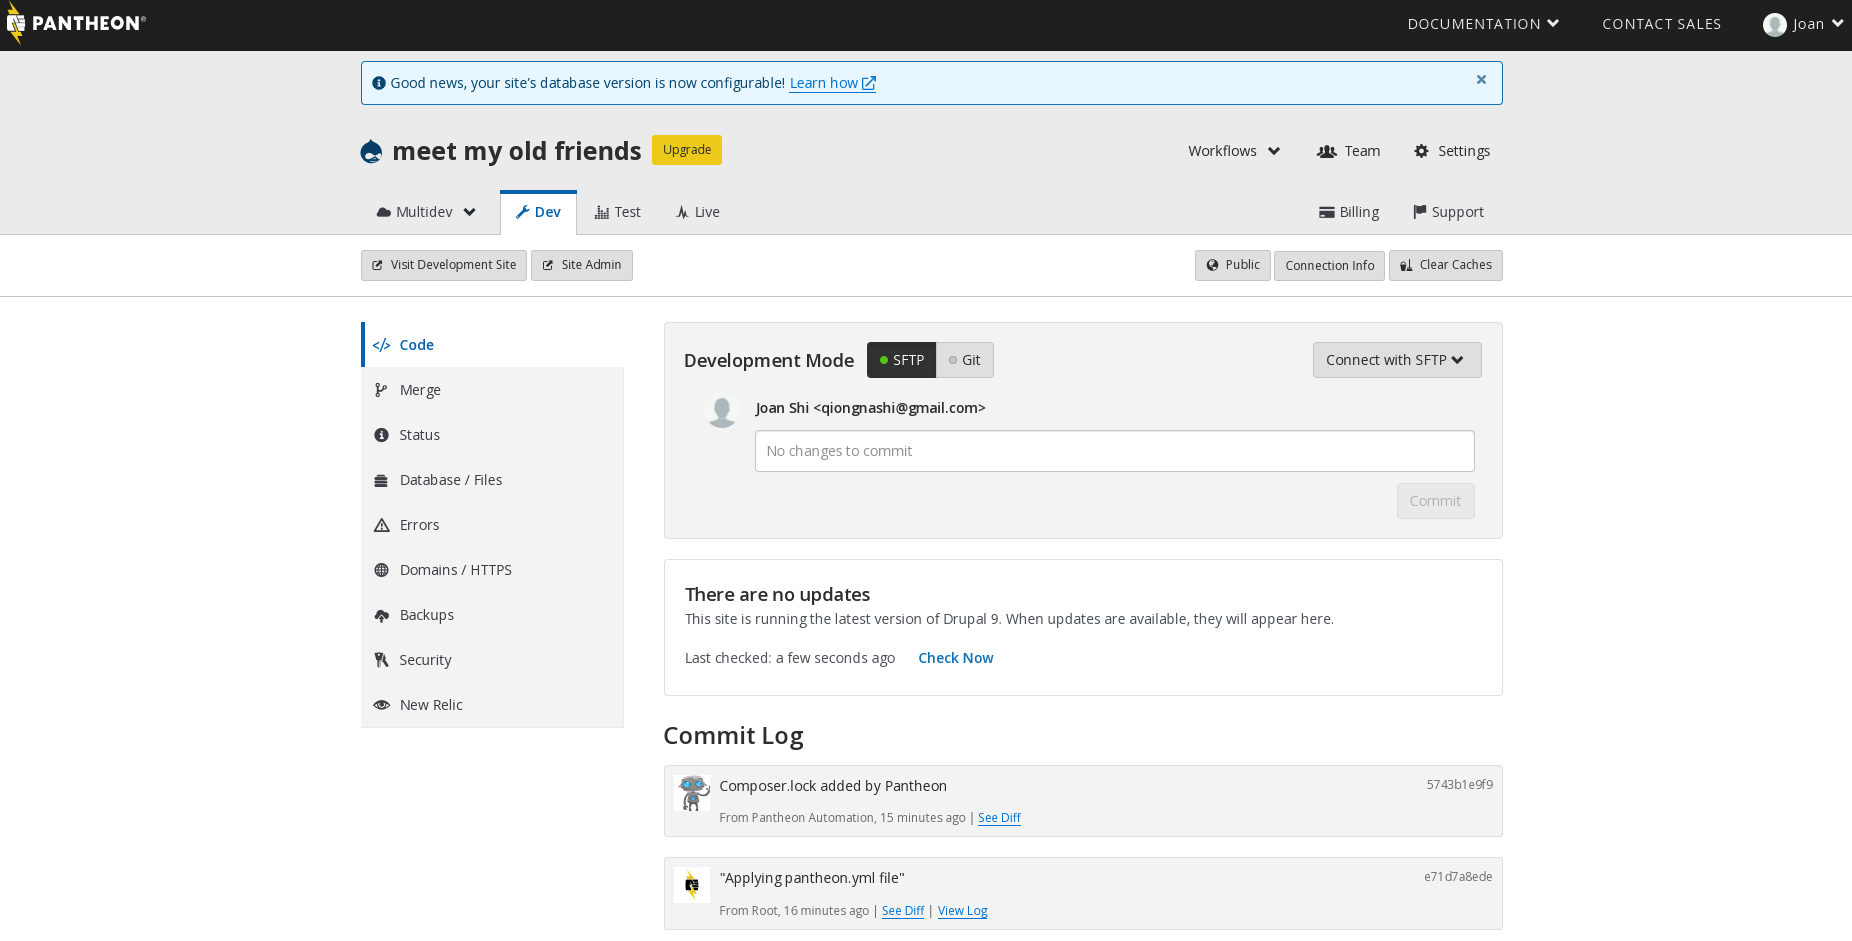 PANTHEON®
DOCUMENTATION
CONTACT SALES
Joan
Good news, your site's database version is now configurable! Learn how
meet my old friends
Upgrade
Workflows
Team
Settings
Multidev
Dev
Test
Live
Billing
Support
Visit Development Site
Site Admin
Public
Connection Info
Clear Caches
</> Code
Merge
Status
Database / Files
Errors
Domains / HTTPS
Backups
Security
New Relic
Development Mode
SFTP
Git
Connect with SFTP
Joan Shi <qiongnashi@gmail.com>
No changes to commit
Commit
There are no updates
This site is running the latest version of Drupal 9. When updates are available, they will appear here.
Last checked: a few seconds ago
Check Now
Commit Log
Composer.lock added by Pantheon
5743b1e9f9
From Pantheon Automation, 15 minutes ago | See Diff
"Applying pantheon.yml file"
e71d7a8ede
From Root, 16 minutes ago | See Diff | View Log